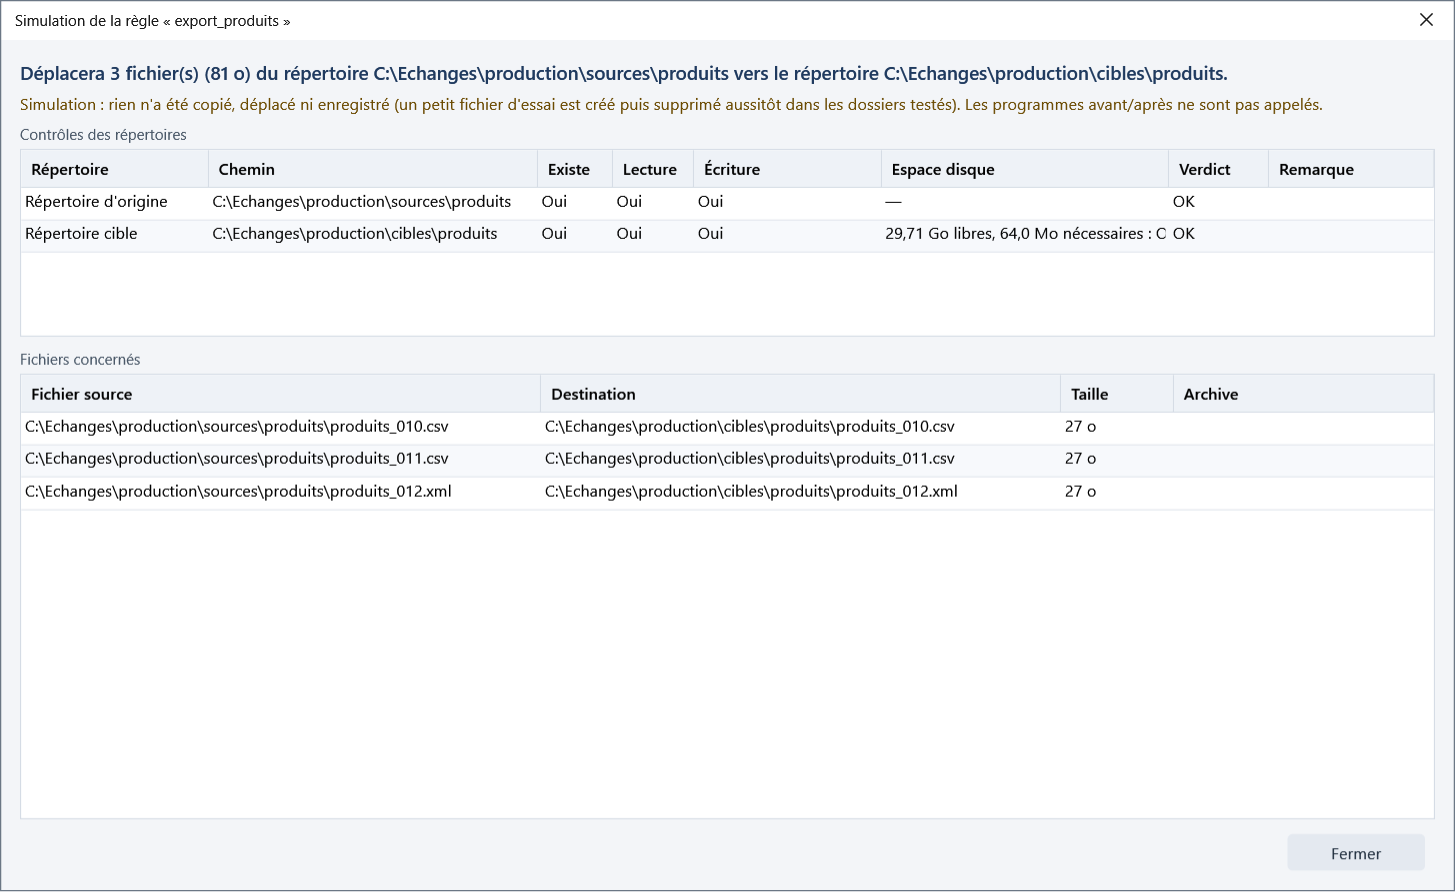 Simulation de la règle « export_produits »
Déplacera 3 fichier(s) (81 o) du répertoire C:\Echanges\production\sources\produits vers le répertoire C:\Echanges\production\cibles\produits.
Simulation : rien n'a été copié, déplacé ni enregistré (un petit fichier d'essai est créé puis supprimé aussitôt dans les dossiers testés). Les programmes avant/après ne sont pas appelés.
Contrôles des répertoires
Répertoire Chemin Existe Lecture Écriture Espace disque Verdict Remarque
Répertoire d'origine C:\Echanges\production\sources\produits Oui Oui Oui — OK
Répertoire cible C:\Echanges\production\cibles\produits Oui Oui Oui 29,71 Go libres, 64,0 Mo nécessaires : OK
Fichiers concernés
Fichier source Destination Taille Archive
C:\Echanges\production\sources\produits\produits_010.csv C:\Echanges\production\cibles\produits\produits_010.csv 27 o
C:\Echanges\production\sources\produits\produits_011.csv C:\Echanges\production\cibles\produits\produits_011.csv 27 o
C:\Echanges\production\sources\produits\produits_012.xml C:\Echanges\production\cibles\produits\produits_012.xml 27 o
Fermer